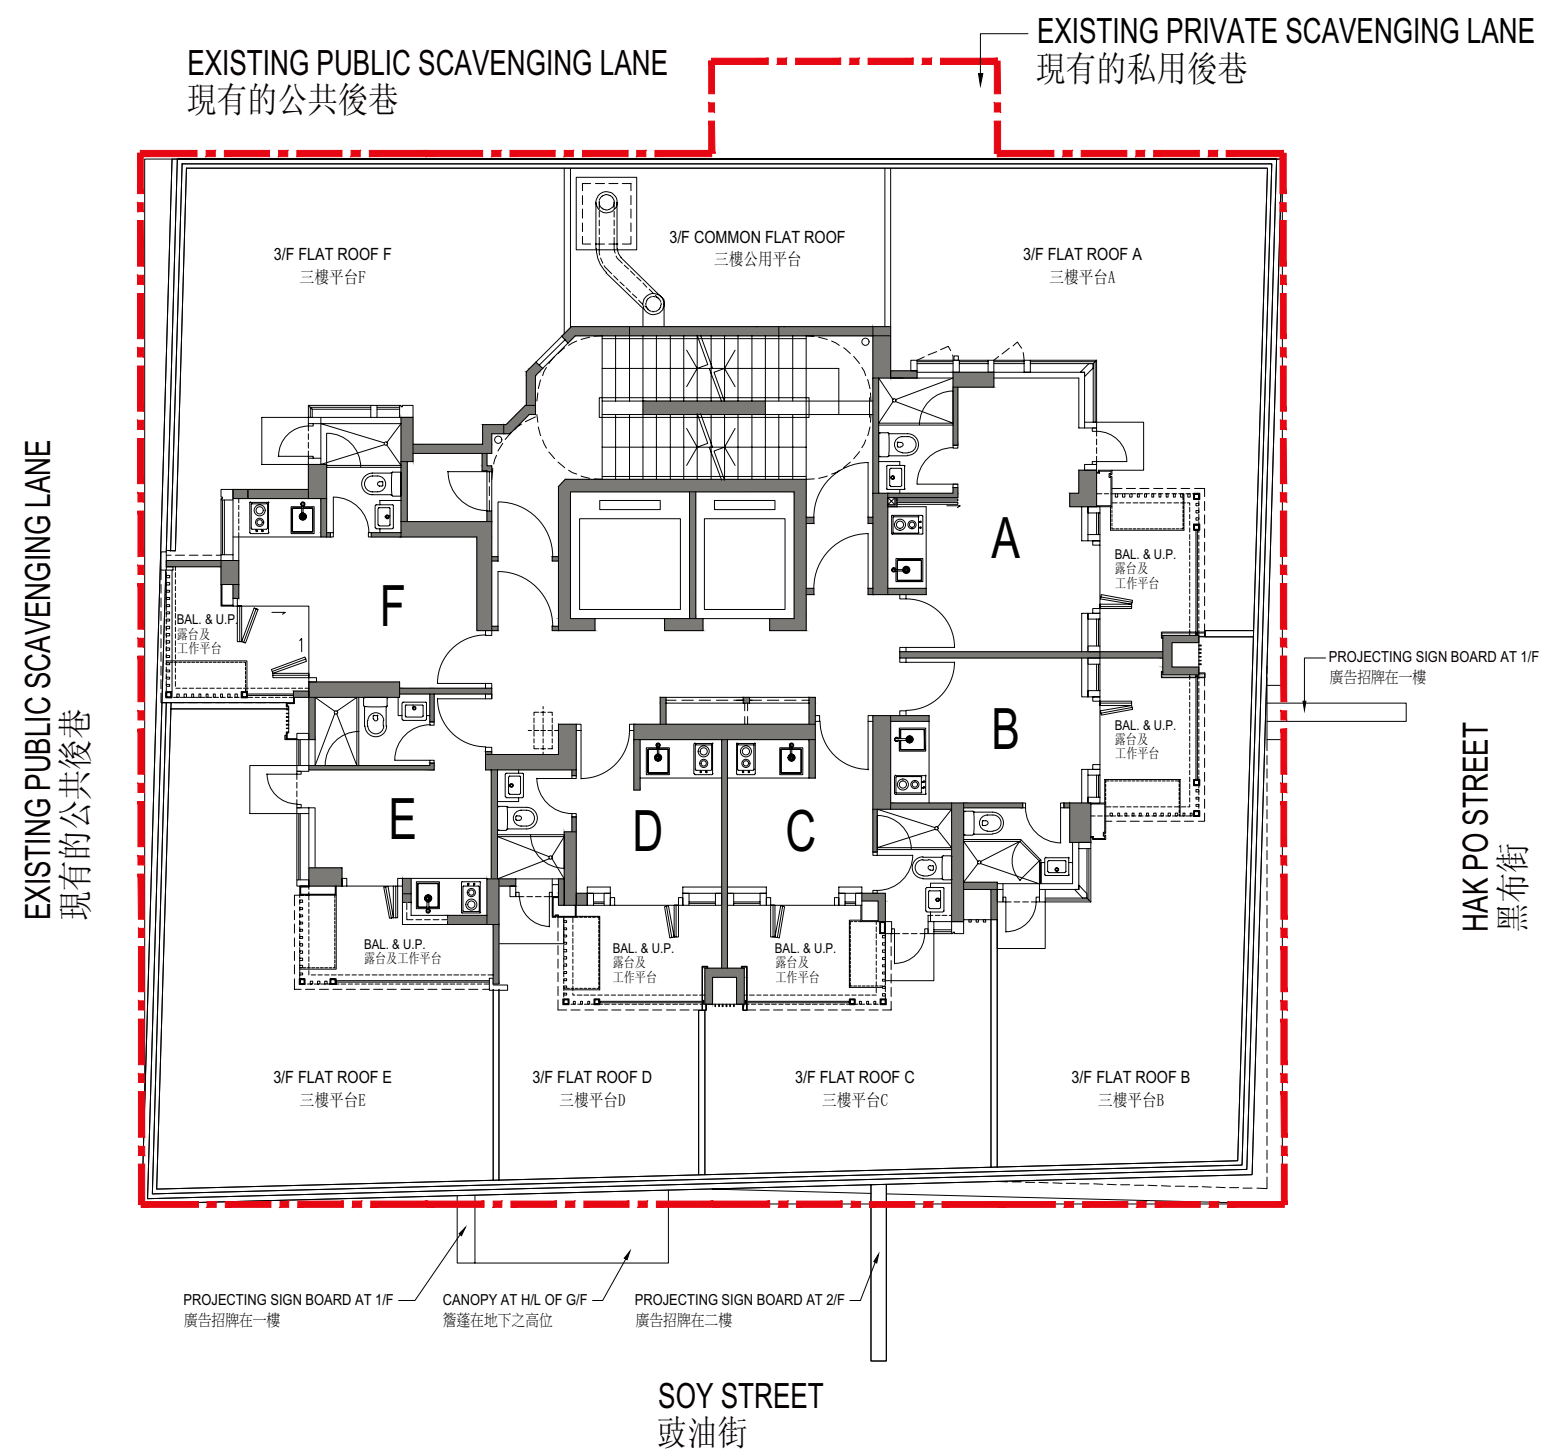 EXISTING PRIVATE SCAVENGING LANE
現有的私用後巷
EXISTING PUBLIC SCAVENGING LANE
現有的公共後巷
3/F FLAT ROOF F
三樓平台F
3/F COMMON FLAT ROOF
三樓公用平台
3/F FLAT ROOF A
三樓平台A
EXISTING PUBLIC SCAVENGING LANE
現有的公共後巷
A
BAL. & U.P.
露台及
工作平台
F
BAL. & U.P.
露台及
工作平台
1
PROJECTING SIGN BOARD AT 1/F
廣告招牌在一樓
B
BAL. & U.P.
露台及
工作平台
HAK PO STREET
黑布街
E
D
C
BAL. & U.P.
露台及工作平台
BAL. & U.P.
露台及
工作平台
BAL. & U.P.
露台及
工作平台
3/F FLAT ROOF E
三樓平台E
3/F FLAT ROOF D
三樓平台D
3/F FLAT ROOF C
三樓平台C
3/F FLAT ROOF B
三樓平台B
PROJECTING SIGN BOARD AT 1/F
廣告招牌在一樓
CANOPY AT H/L OF G/F
簷蓬在地下之高位
PROJECTING SIGN BOARD AT 2/F
廣告招牌在二樓
SOY STREET
豉油街